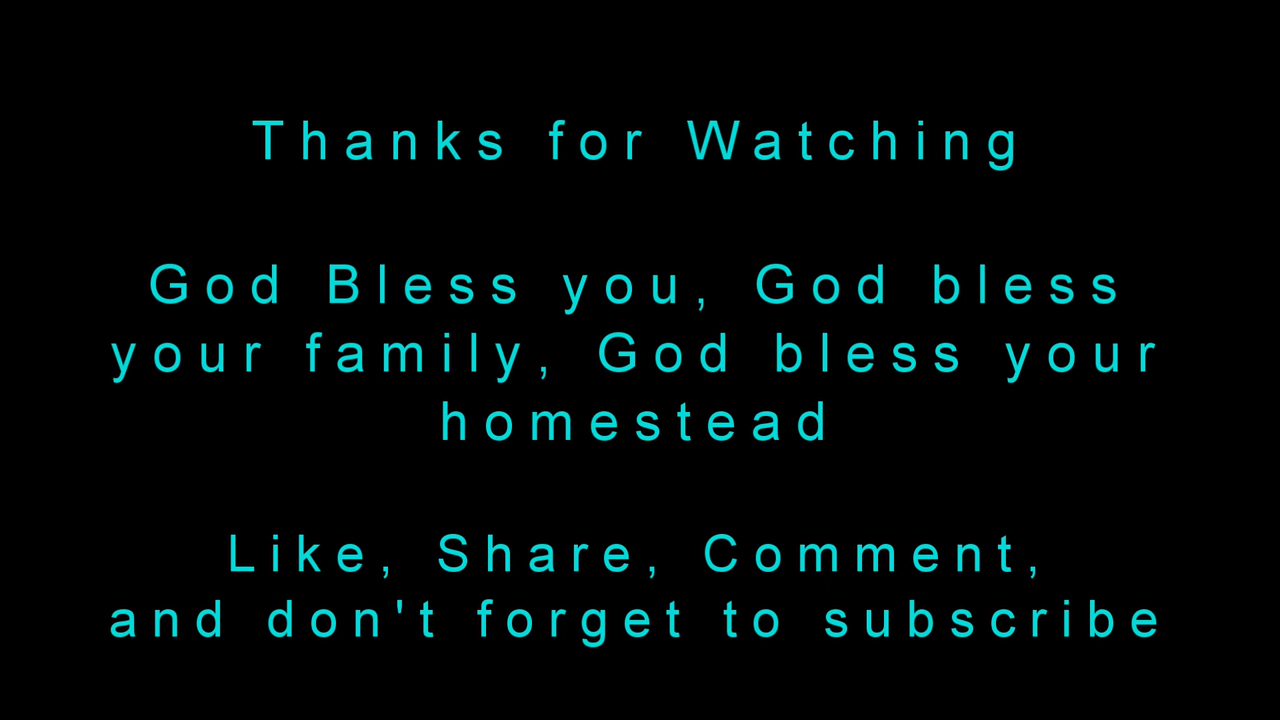 Thanks for Watching
God Bless you, God bless
your family, God bless your
homestead
Like, Share, Comment,
and don't forget to subscribe